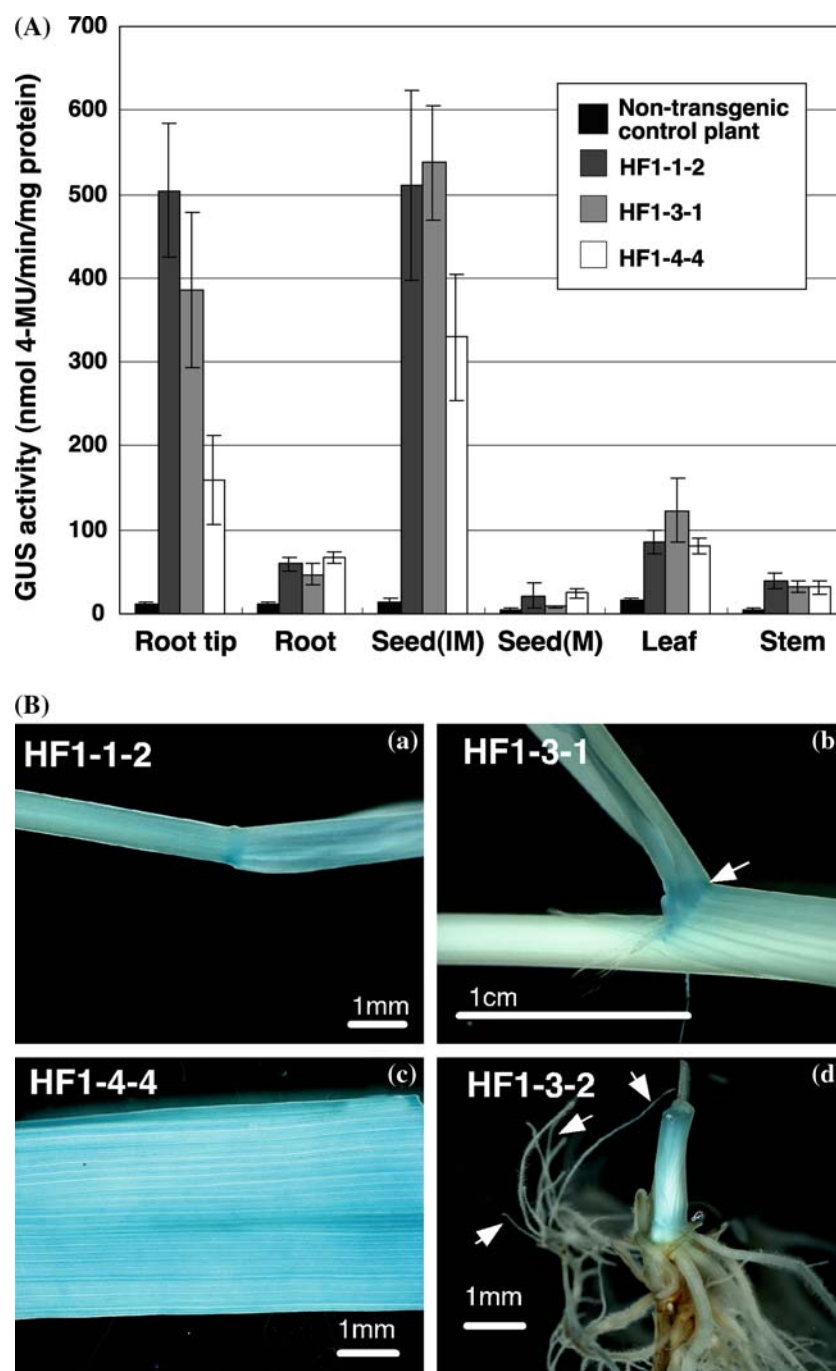 (A)
GUS activity (nmol 4-MU/min/mg protein)
700
600
500
400
300
200
100
0
Non-transgenic
control plant
HF1-1-2
HF1-3-1
HF1-4-4
Root tip Root Seed(IM) Seed(M) Leaf Stem
(B)
HF1-1-2 (a)
1mm
HF1-3-1 (b)
1cm
HF1-4-4 (c)
1mm
HF1-3-2 (d)
1mm